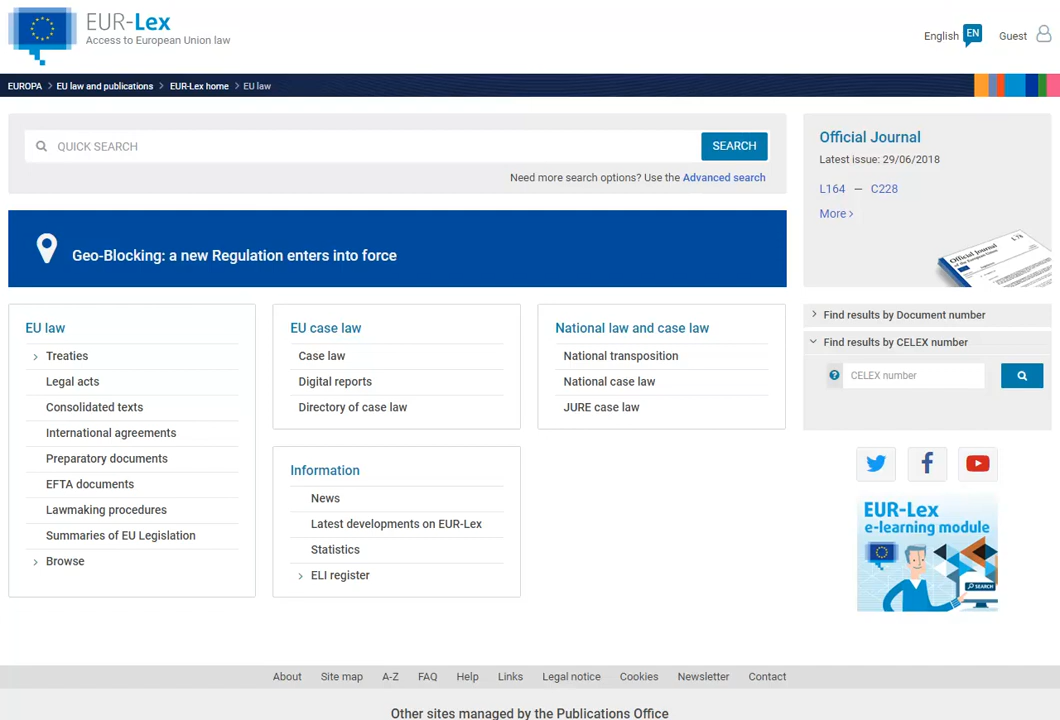 EUR-Lex
Access to European Union law
English EN Guest
EUROPA > EU law and publications > EUR-Lex home > EU law
QUICK SEARCH
SEARCH
Need more search options? Use the Advanced search
Geo-Blocking: a new Regulation enters into force
EU law
Treaties
Legal acts
Consolidated texts
International agreements
Preparatory documents
EFTA documents
Lawmaking procedures
Summaries of EU Legislation
Browse
EU case law
Case law
Digital reports
Directory of case law
Information
News
Latest developments on EUR-Lex
Statistics
ELI register
National law and case law
National transposition
National case law
JURE case law
Official Journal
Latest issue: 29/06/2018
L164 — C228
More >
Official Journal
of the European Union
Find results by Document number
Find results by CELEX number
? CELEX number
EUR-Lex
e-learning module
SEARCH
About Site map A-Z FAQ Help Links Legal notice Cookies Newsletter Contact
Other sites managed by the Publications Office